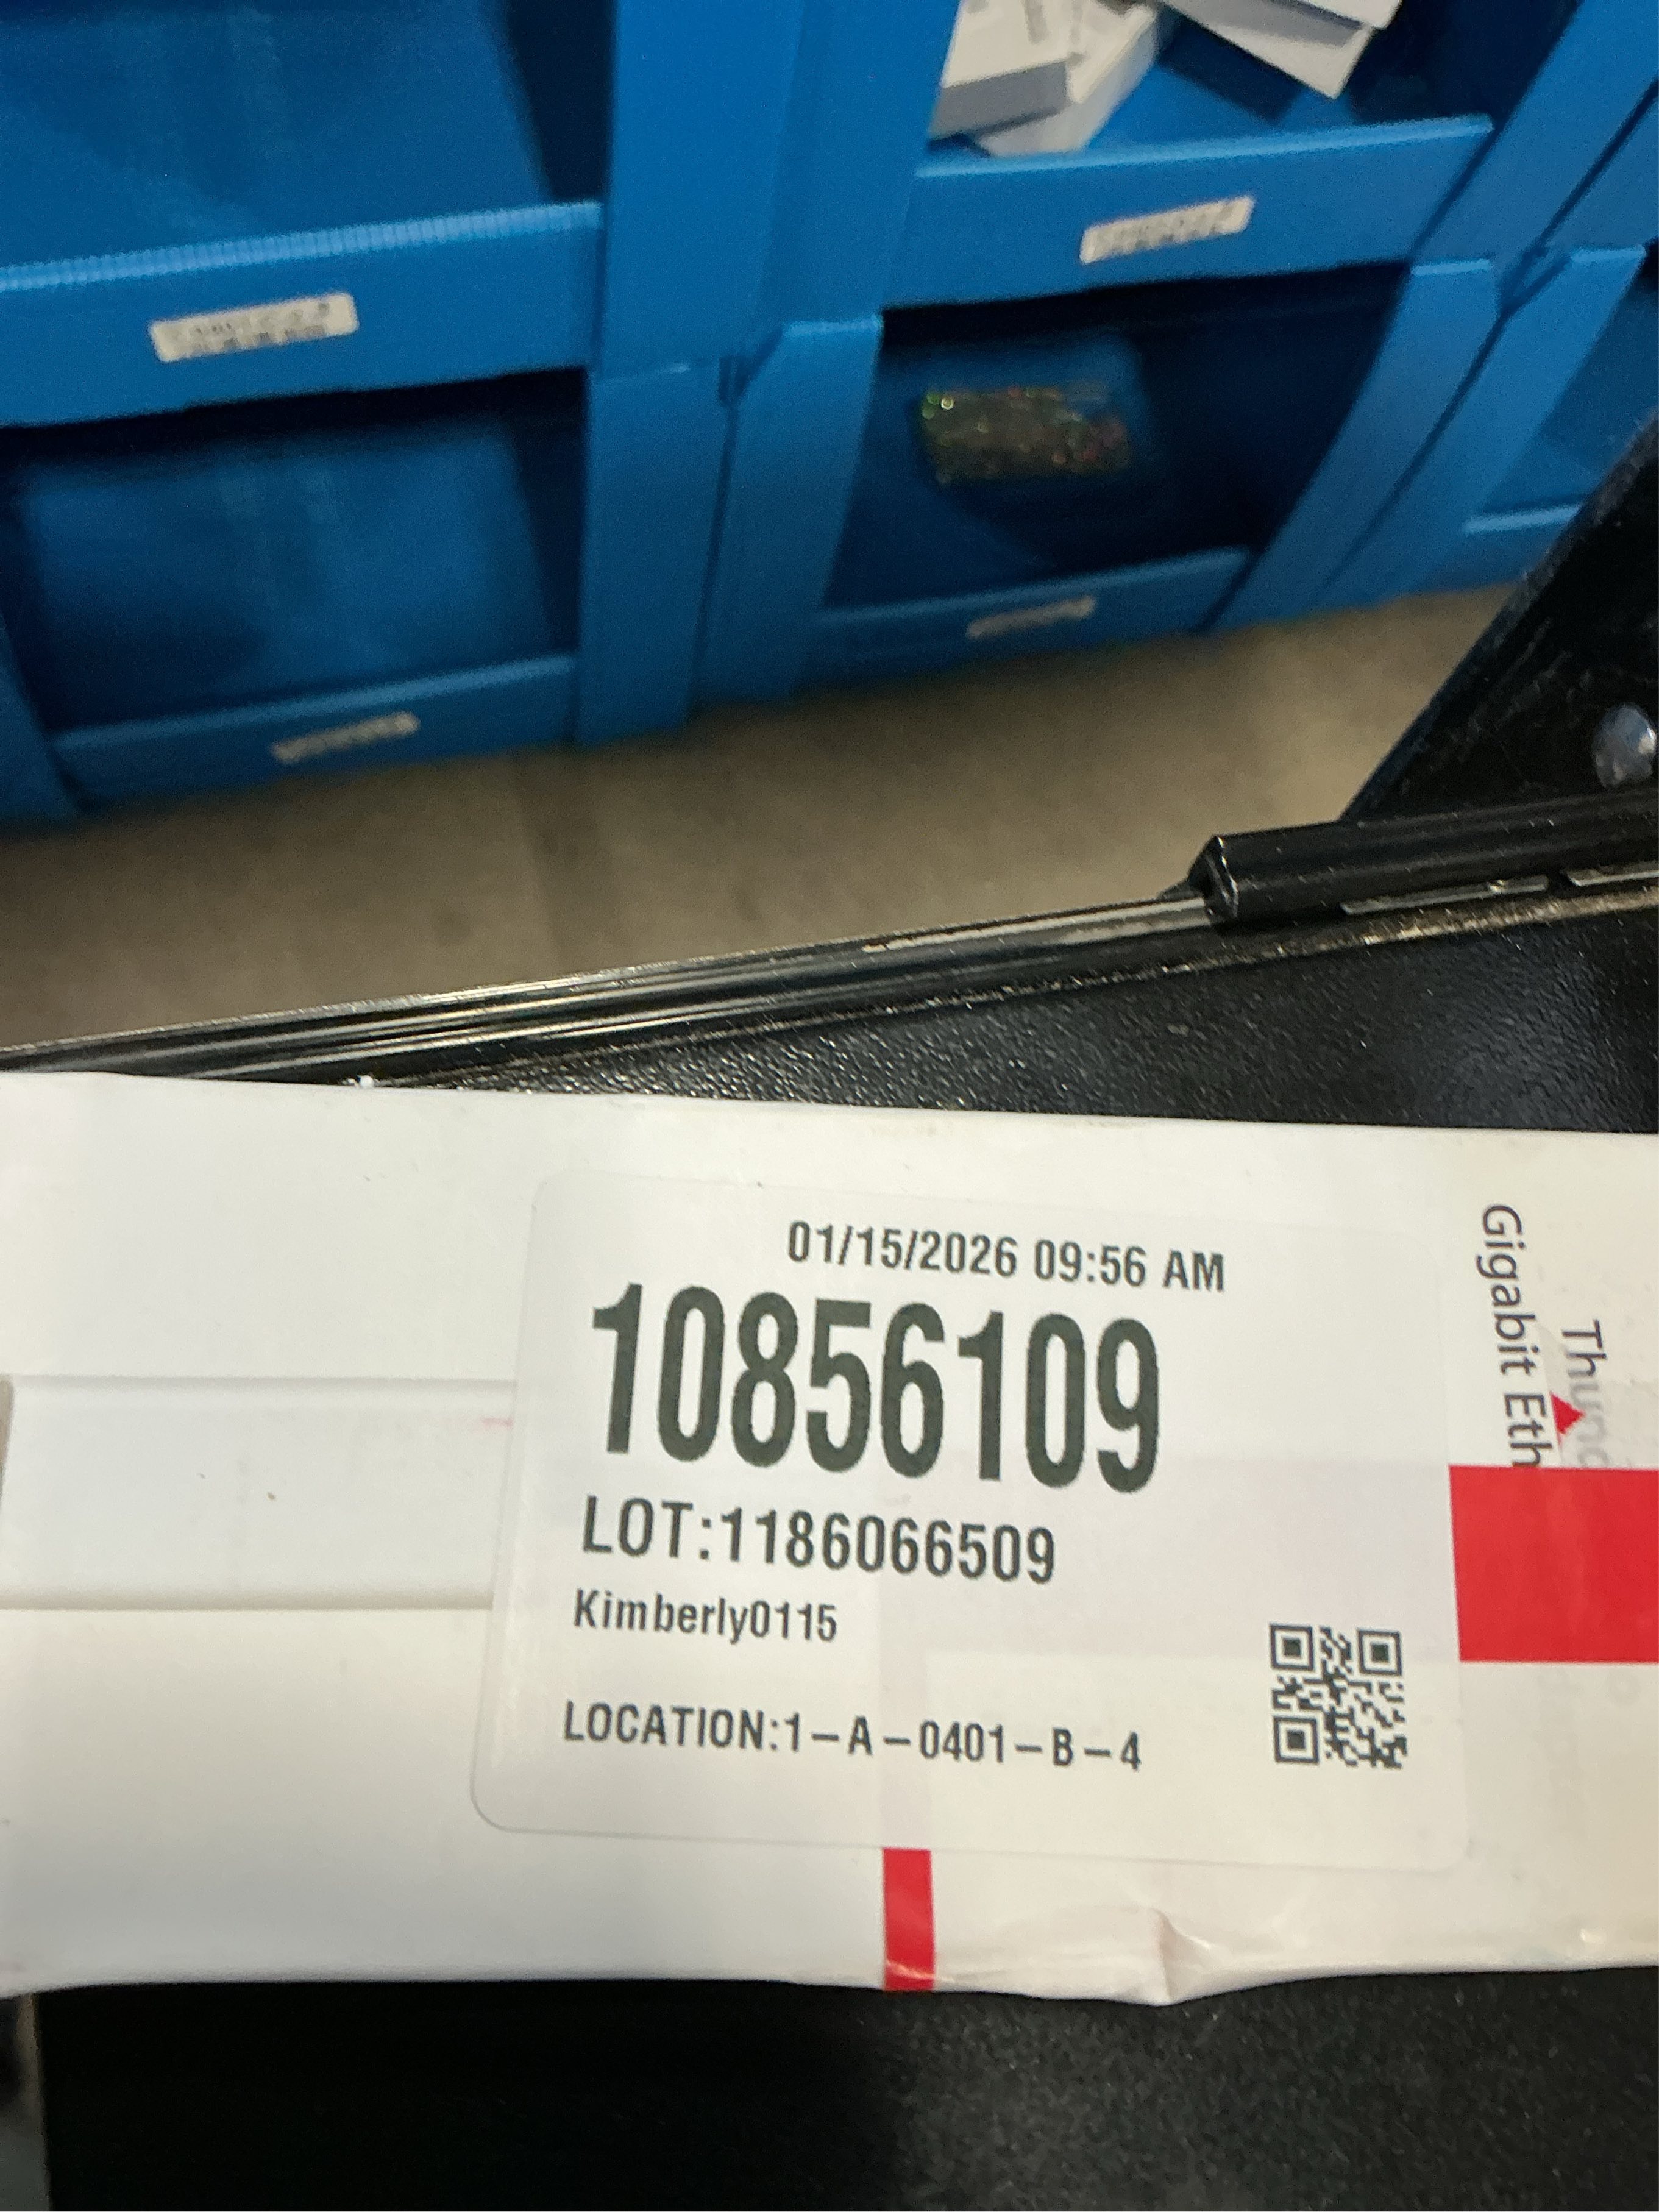 01/15/2026 09:56 AM
10856109
LOT:1186066509
Kimberly0115
LOCATION:1-A-0401-B-4
Gigabit Eth